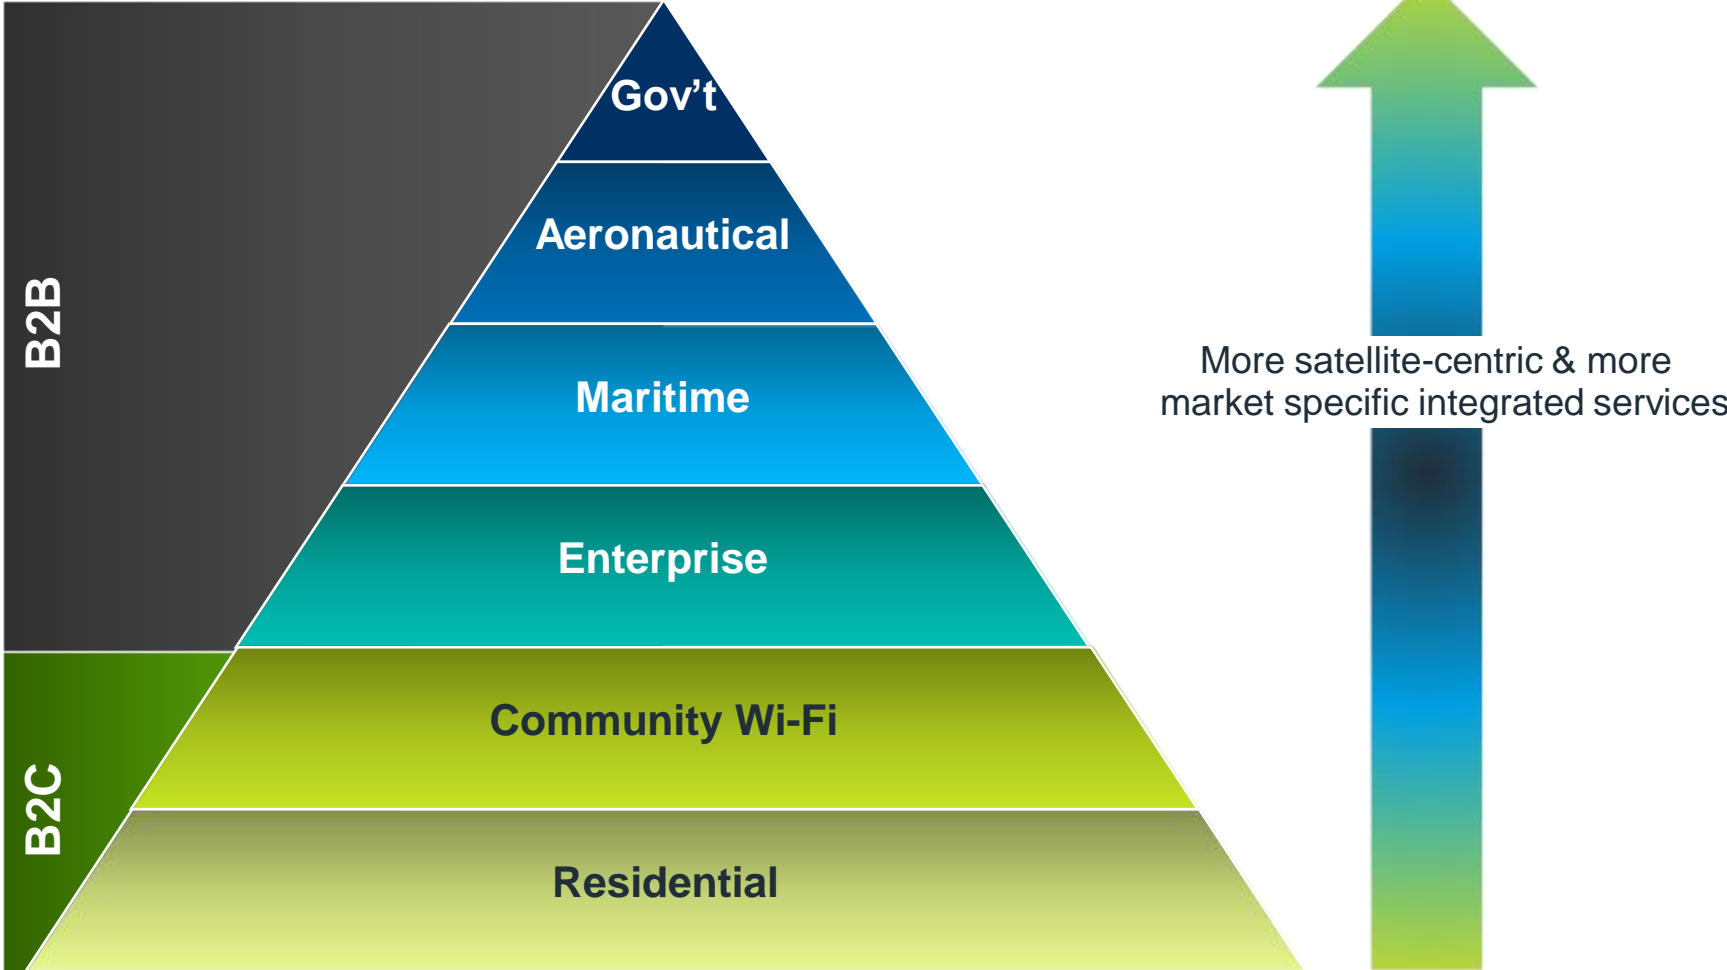 Gov’t
Aeronautical
B2B
Maritime
More satellite-centric & more
market specific integrated services
Enterprise
Community Wi-Fi
B2C
Residential